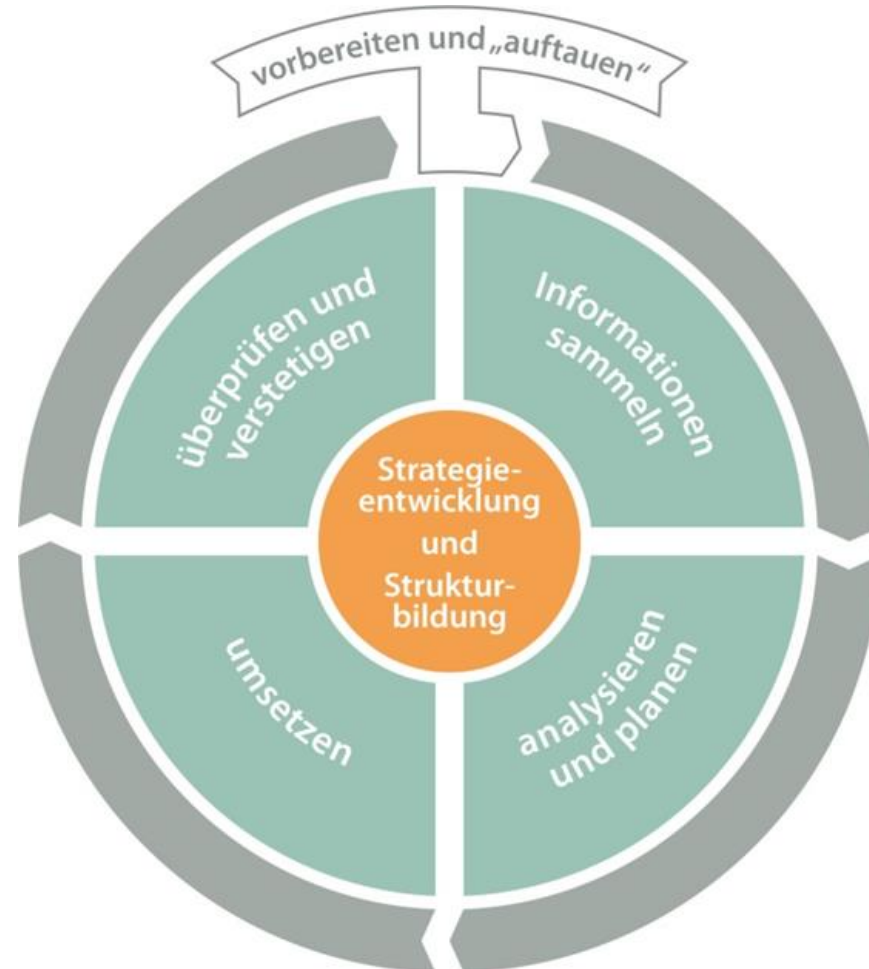 vorbereiten und „auftauen“
Informationen
sammeln
analysieren
und planen
umsetzen
überprüfen und
verstetigen
Strategie-
entwicklung
und
Struktur-
bildung